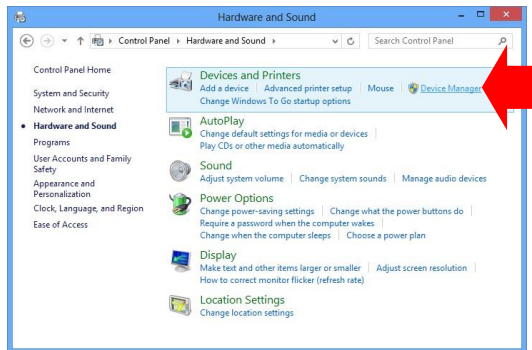 Hardware and Sound
Control Panel Hardware and Sound
Search Control Panel
Control Panel Home
System and Security
Network and Internet
Hardware and Sound
Programs
User Accounts and Family
Safety
Appearance and
Personalization
Clock, Language, and Region
Ease of Access
Devices and Printers
Add a device Advanced printer setup Mouse Device Manager
Change Windows To Go startup options
AutoPlay
Change default settings for media or devices
Play CDs or other media automatically
Sound
Adjust system volume Change system sounds Manage audio devices
Power Options
Change power-saving settings Change what the power buttons do
Require a password when the computer wakes
Change when the computer sleeps Choose a power plan
Display
Make text and other items larger or smaller Adjust screen resolution
How to correct monitor flicker (refresh rate)
Location Settings
Change location settings